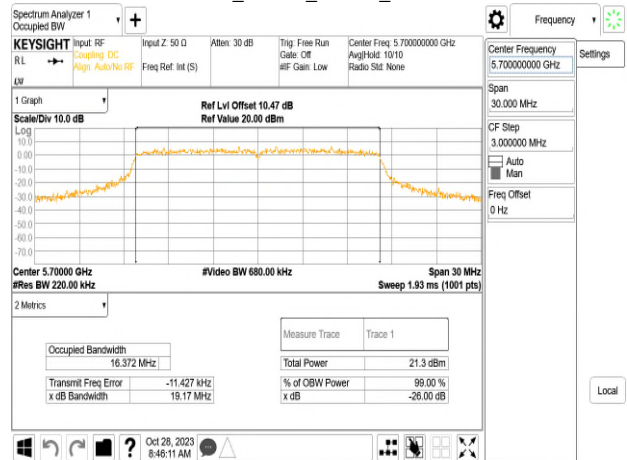 Spectrum Analyzer 1
Occupied BW
Frequency
KEYSIGHT
Input: RF
Input Z: 50 Ω
Atten: 30 dB
Trig: Free Run
Center Freq: 5.700000000 GHz
RL
Coupling: DC
Gate: Off
Avg|Hold: 10/10
Align: Auto/No RF
Freq Ref: Int (S)
#IF Gain: Low
Radio Std: None
LXI
Center Frequency
5.700000000 GHz
Settings
Span
30.000 MHz
CF Step
3.000000 MHz
Auto
Man
Freq Offset
0 Hz
1 Graph
Ref Lvl Offset 10.47 dB
Scale/Div 10.0 dB
Ref Value 20.00 dBm
Log
10.0
0.00
-10.0
-20.0
-30.0
-40.0
-50.0
-60.0
-70.0
Center 5.70000 GHz
#Video BW 680.00 kHz
Span 30 MHz
#Res BW 220.00 kHz
Sweep 1.93 ms (1001 pts)
2 Metrics
Measure Trace
Trace 1
Occupied Bandwidth
16.372 MHz
Total Power
21.3 dBm
Transmit Freq Error
-11.427 kHz
% of OBW Power
99.00 %
x dB Bandwidth
19.17 MHz
x dB
-26.00 dB
Local
?
Oct 28, 2023
8:46:11 AM